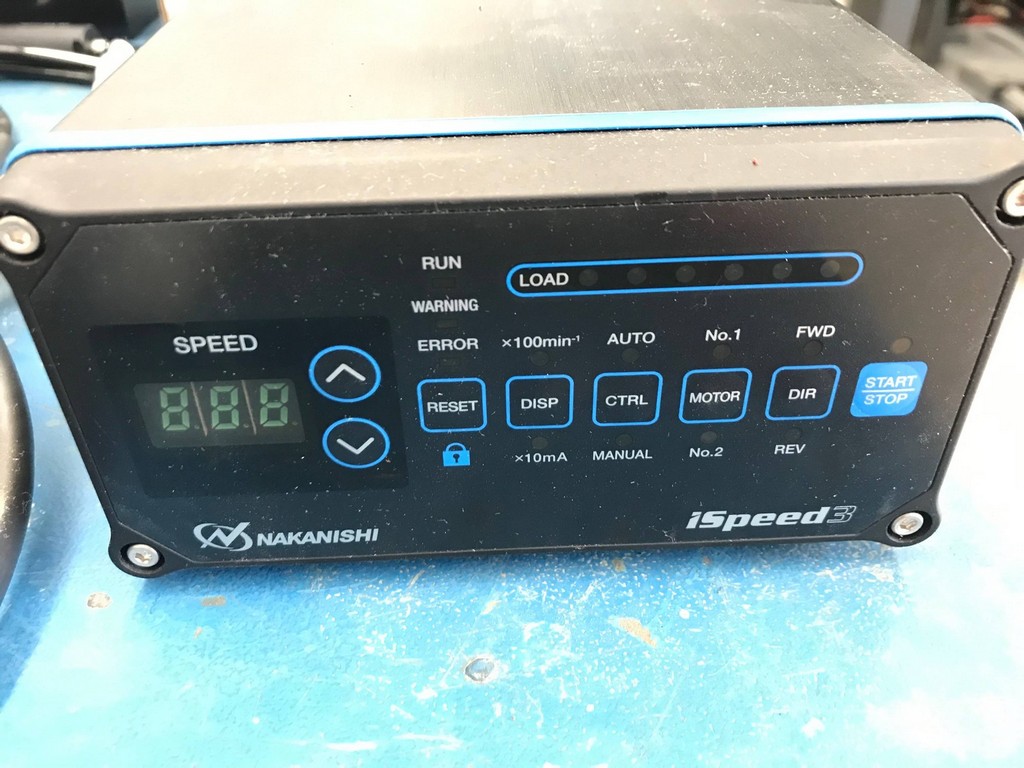 RUN
LOAD
WARNING
SPEED
ERROR
×100min⁻¹
AUTO
No.1
FWD
RESET
DISP
CTRL
MOTOR
DIR
START
STOP
×10mA
MANUAL
No.2
REV
NAKANISHI
iSpeed3